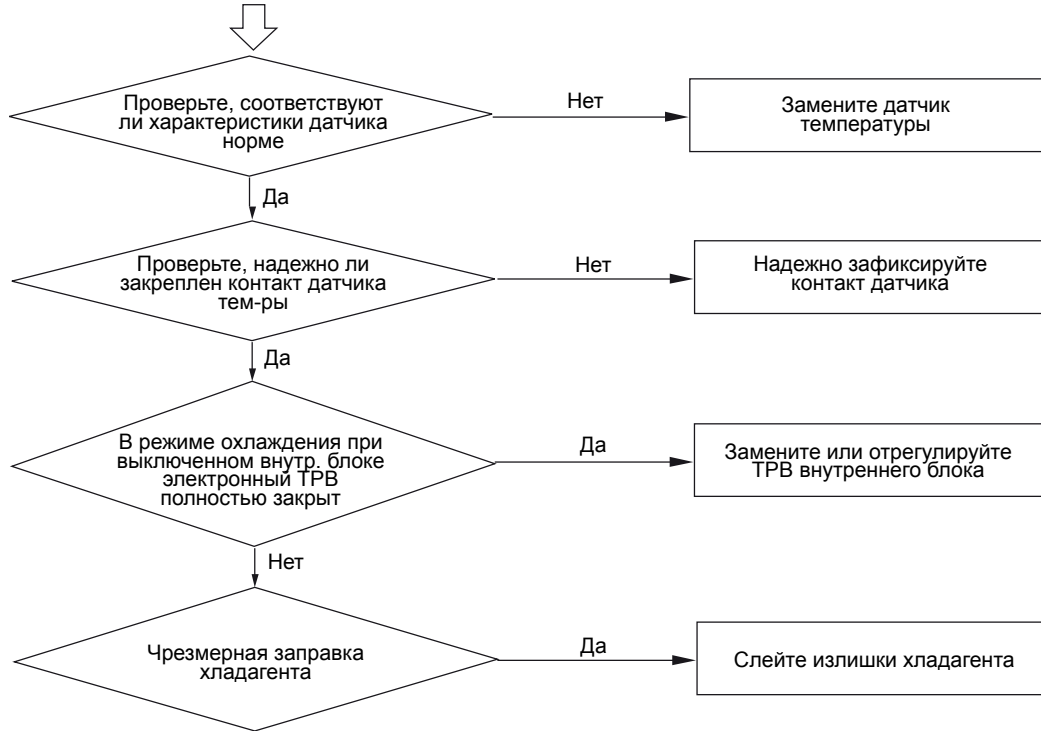 Проверьте, соответствуют
ли характеристики датчика
норме
Нет
Замените датчик
температуры
Да
Проверьте, надежно ли
закреплен контакт датчика
тем-ры
Нет
Надежно зафиксируйте
контакт датчика
Да
В режиме охлаждения при
выключенном внутр. блоке
электронный ТРВ
полностью закрыт
Да
Замените или отрегулируйте
ТРВ внутреннего блока
Нет
Чрезмерная заправка
хладагента
Да
Слейте излишки хладагента